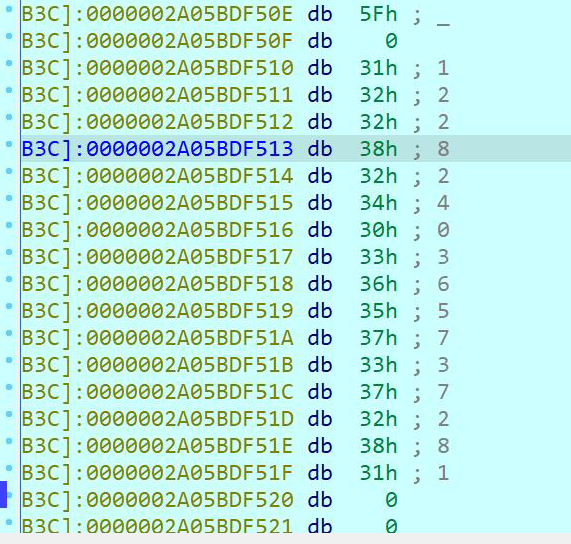 B3C]:0000002A05BDF50E db 5Fh ; _
B3C]:0000002A05BDF50F db 0
B3C]:0000002A05BDF510 db 31h ; 1
B3C]:0000002A05BDF511 db 32h ; 2
B3C]:0000002A05BDF512 db 32h ; 2
B3C]:0000002A05BDF513 db 38h ; 8
B3C]:0000002A05BDF514 db 32h ; 2
B3C]:0000002A05BDF515 db 34h ; 4
B3C]:0000002A05BDF516 db 30h ; 0
B3C]:0000002A05BDF517 db 33h ; 3
B3C]:0000002A05BDF518 db 36h ; 6
B3C]:0000002A05BDF519 db 35h ; 5
B3C]:0000002A05BDF51A db 37h ; 7
B3C]:0000002A05BDF51B db 33h ; 3
B3C]:0000002A05BDF51C db 37h ; 7
B3C]:0000002A05BDF51D db 32h ; 2
B3C]:0000002A05BDF51E db 38h ; 8
B3C]:0000002A05BDF51F db 31h ; 1
B3C]:0000002A05BDF520 db 0
B3C]:0000002A05BDF521 db 0